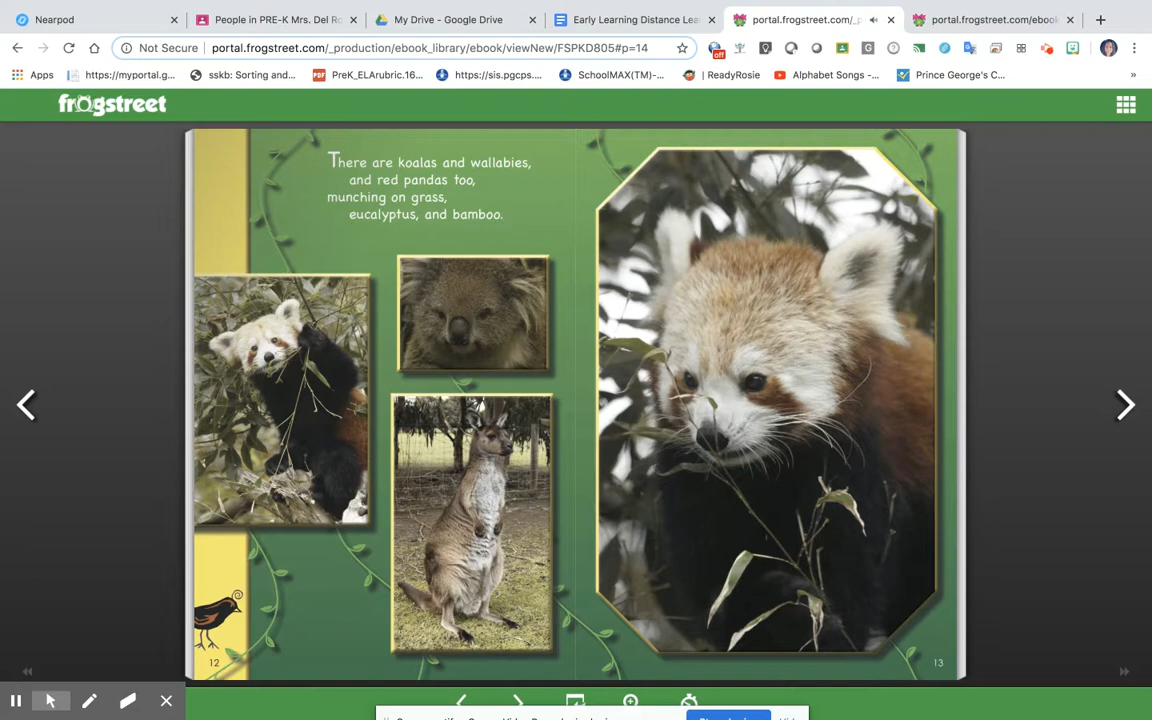 Nearpod
People in PRE-K Mrs. Del Ro
My Drive - Google Drive
Early Learning Distance Lea
portal.frogstreet.com/_p
portal.frogstreet.com/ebook
Not Secure
portal.frogstreet.com/_production/ebook_library/ebook/viewNew/FSPKD805#p=14
off
Apps
https://myportal.g...
sskb: Sorting and...
PreK_ELArubric.16...
https://sis.pgcps....
SchoolMAX(TM)-...
| ReadyRosie
Alphabet Songs -...
Prince George's C...
frogstreet
There are koalas and wallabies,
and red pandas too,
munching on grass,
eucalyptus, and bamboo.
12
13